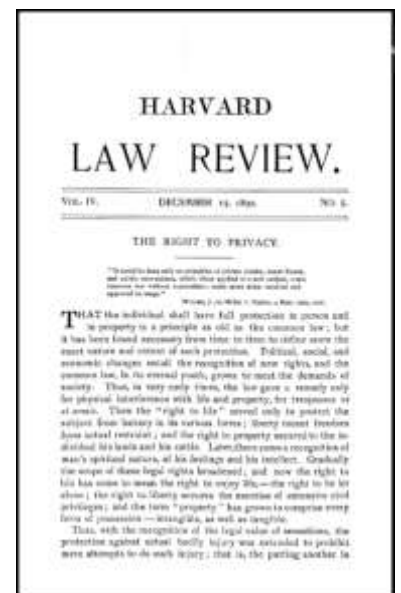 HARVARD
LAW REVIEW.
VOL. IV. DECEMBER 15, 1890. NO. 5.
THE RIGHT TO PRIVACY.
THAT the individual shall have full protection in person and
in property is a principle as old as the common law; but
it has been found necessary from time to time to define anew the
exact nature and extent of such protection. Political, social, and
economic changes entail the recognition of new rights, and the
common law, in its eternal youth, grows to meet the demands of
society. Thus, in very early times, the law gave a remedy only
for physical interference with life and property, for trespasses vi
et armis. Then the "right to life" served only to protect the
subject from battery in its various forms; liberty meant freedom
from actual restraint; and the right to property secured to the in-
dividual his lands and his cattle. Later, there came a recognition of
man's spiritual nature, of his feelings and his intellect. Gradually
the scope of these legal rights broadened; and now the right to
life has come to mean the right to enjoy life,—the right to be let
alone; the right to liberty secures the exercise of extensive civil
privileges; and the term "property" has grown to comprise every
form of possession—intangible, as well as tangible.
Thus, with the recognition of the legal value of sensations, the
protection against actual bodily injury was extended to prohibit
mere attempts to do such injury; that is, the putting another in